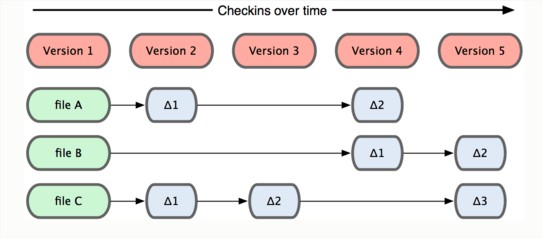 Checkins over time
Version 1 Version 2 Version 3 Version 4 Version 5
file A Δ1 Δ2
file B Δ1 Δ2
file C Δ1 Δ2 Δ3